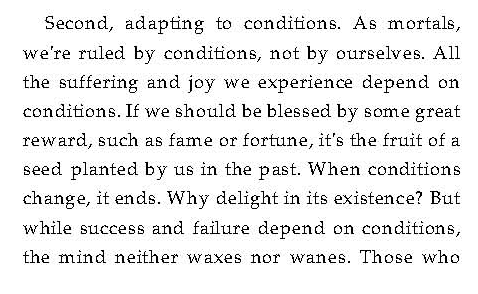 Second, adapting to conditions. As mortals,
we're ruled by conditions, not by ourselves. All
the suffering and joy we experience depend on
conditions. If we should be blessed by some great
reward, such as fame or fortune, it's the fruit of a
seed planted by us in the past. When conditions
change, it ends. Why delight in its existence? But
while success and failure depend on conditions,
the mind neither waxes nor wanes. Those who